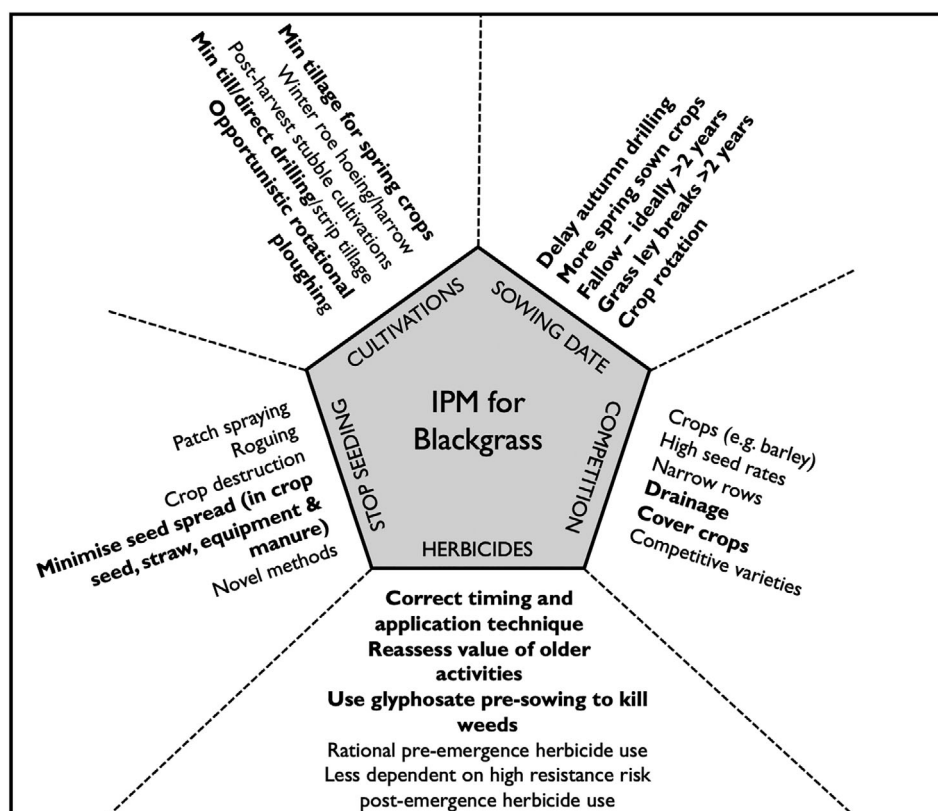 Min tillage for spring crops
Winter roe hoeing/harrow
Post-harvest stubble cultivations
Min till/direct drilling/strip tillage
Opportunistic rotational
ploughing
Delay autumn drilling
More spring sown crops
Fallow – ideally >2 years
Grass ley breaks >2 years
Crop rotation
CULTIVATIONS
SOWING DATE
IPM for
Blackgrass
STOP SEEDING
COMPETITION
HERBICIDES
Patch spraying
Roguing
Crop destruction
Minimise seed spread (in crop
seed, straw, equipment &
manure)
Novel methods
Crops (e.g. barley)
High seed rates
Narrow rows
Drainage
Cover crops
Competitive varieties
Correct timing and
application technique
Reassess value of older
activities
Use glyphosate pre-sowing to kill
weeds
Rational pre-emergence herbicide use
Less dependent on high resistance risk
post-emergence herbicide use